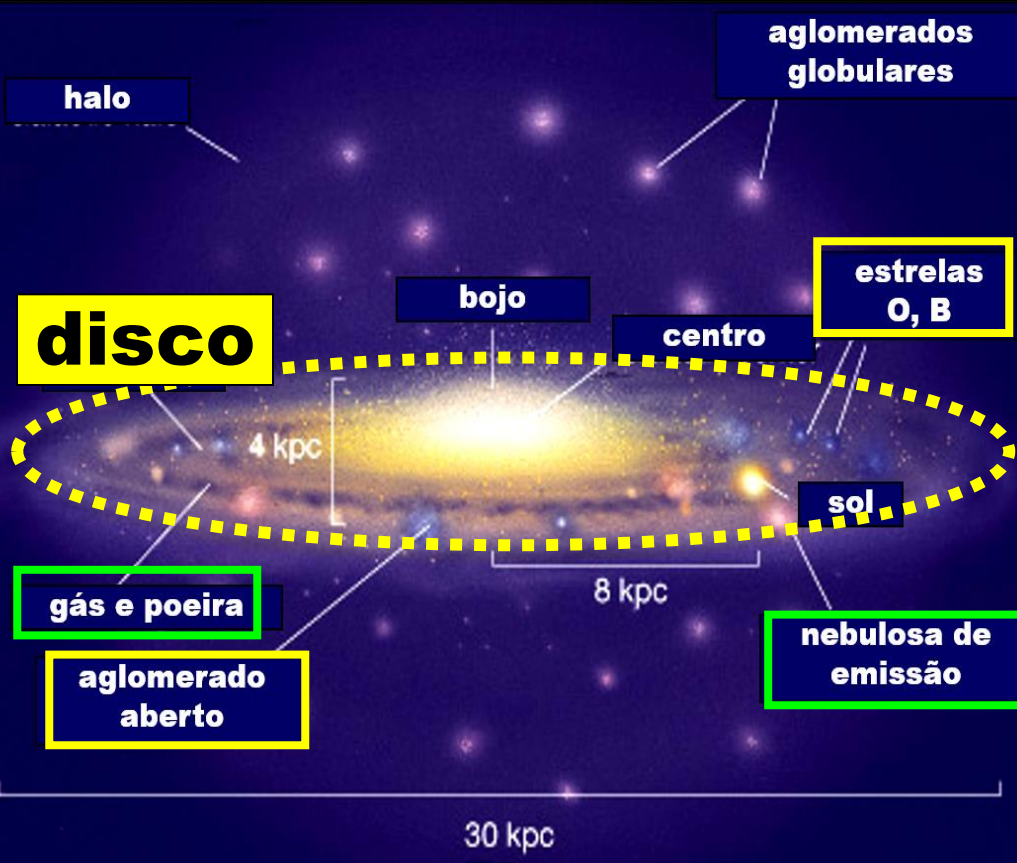 aglomerados
globulares
halo
estrelas
O, B
bojo
disco
centro
4 kpc
sol
8 kpc
gás e poeira
nebulosa de
emissão
aglomerado
aberto
30 kpc